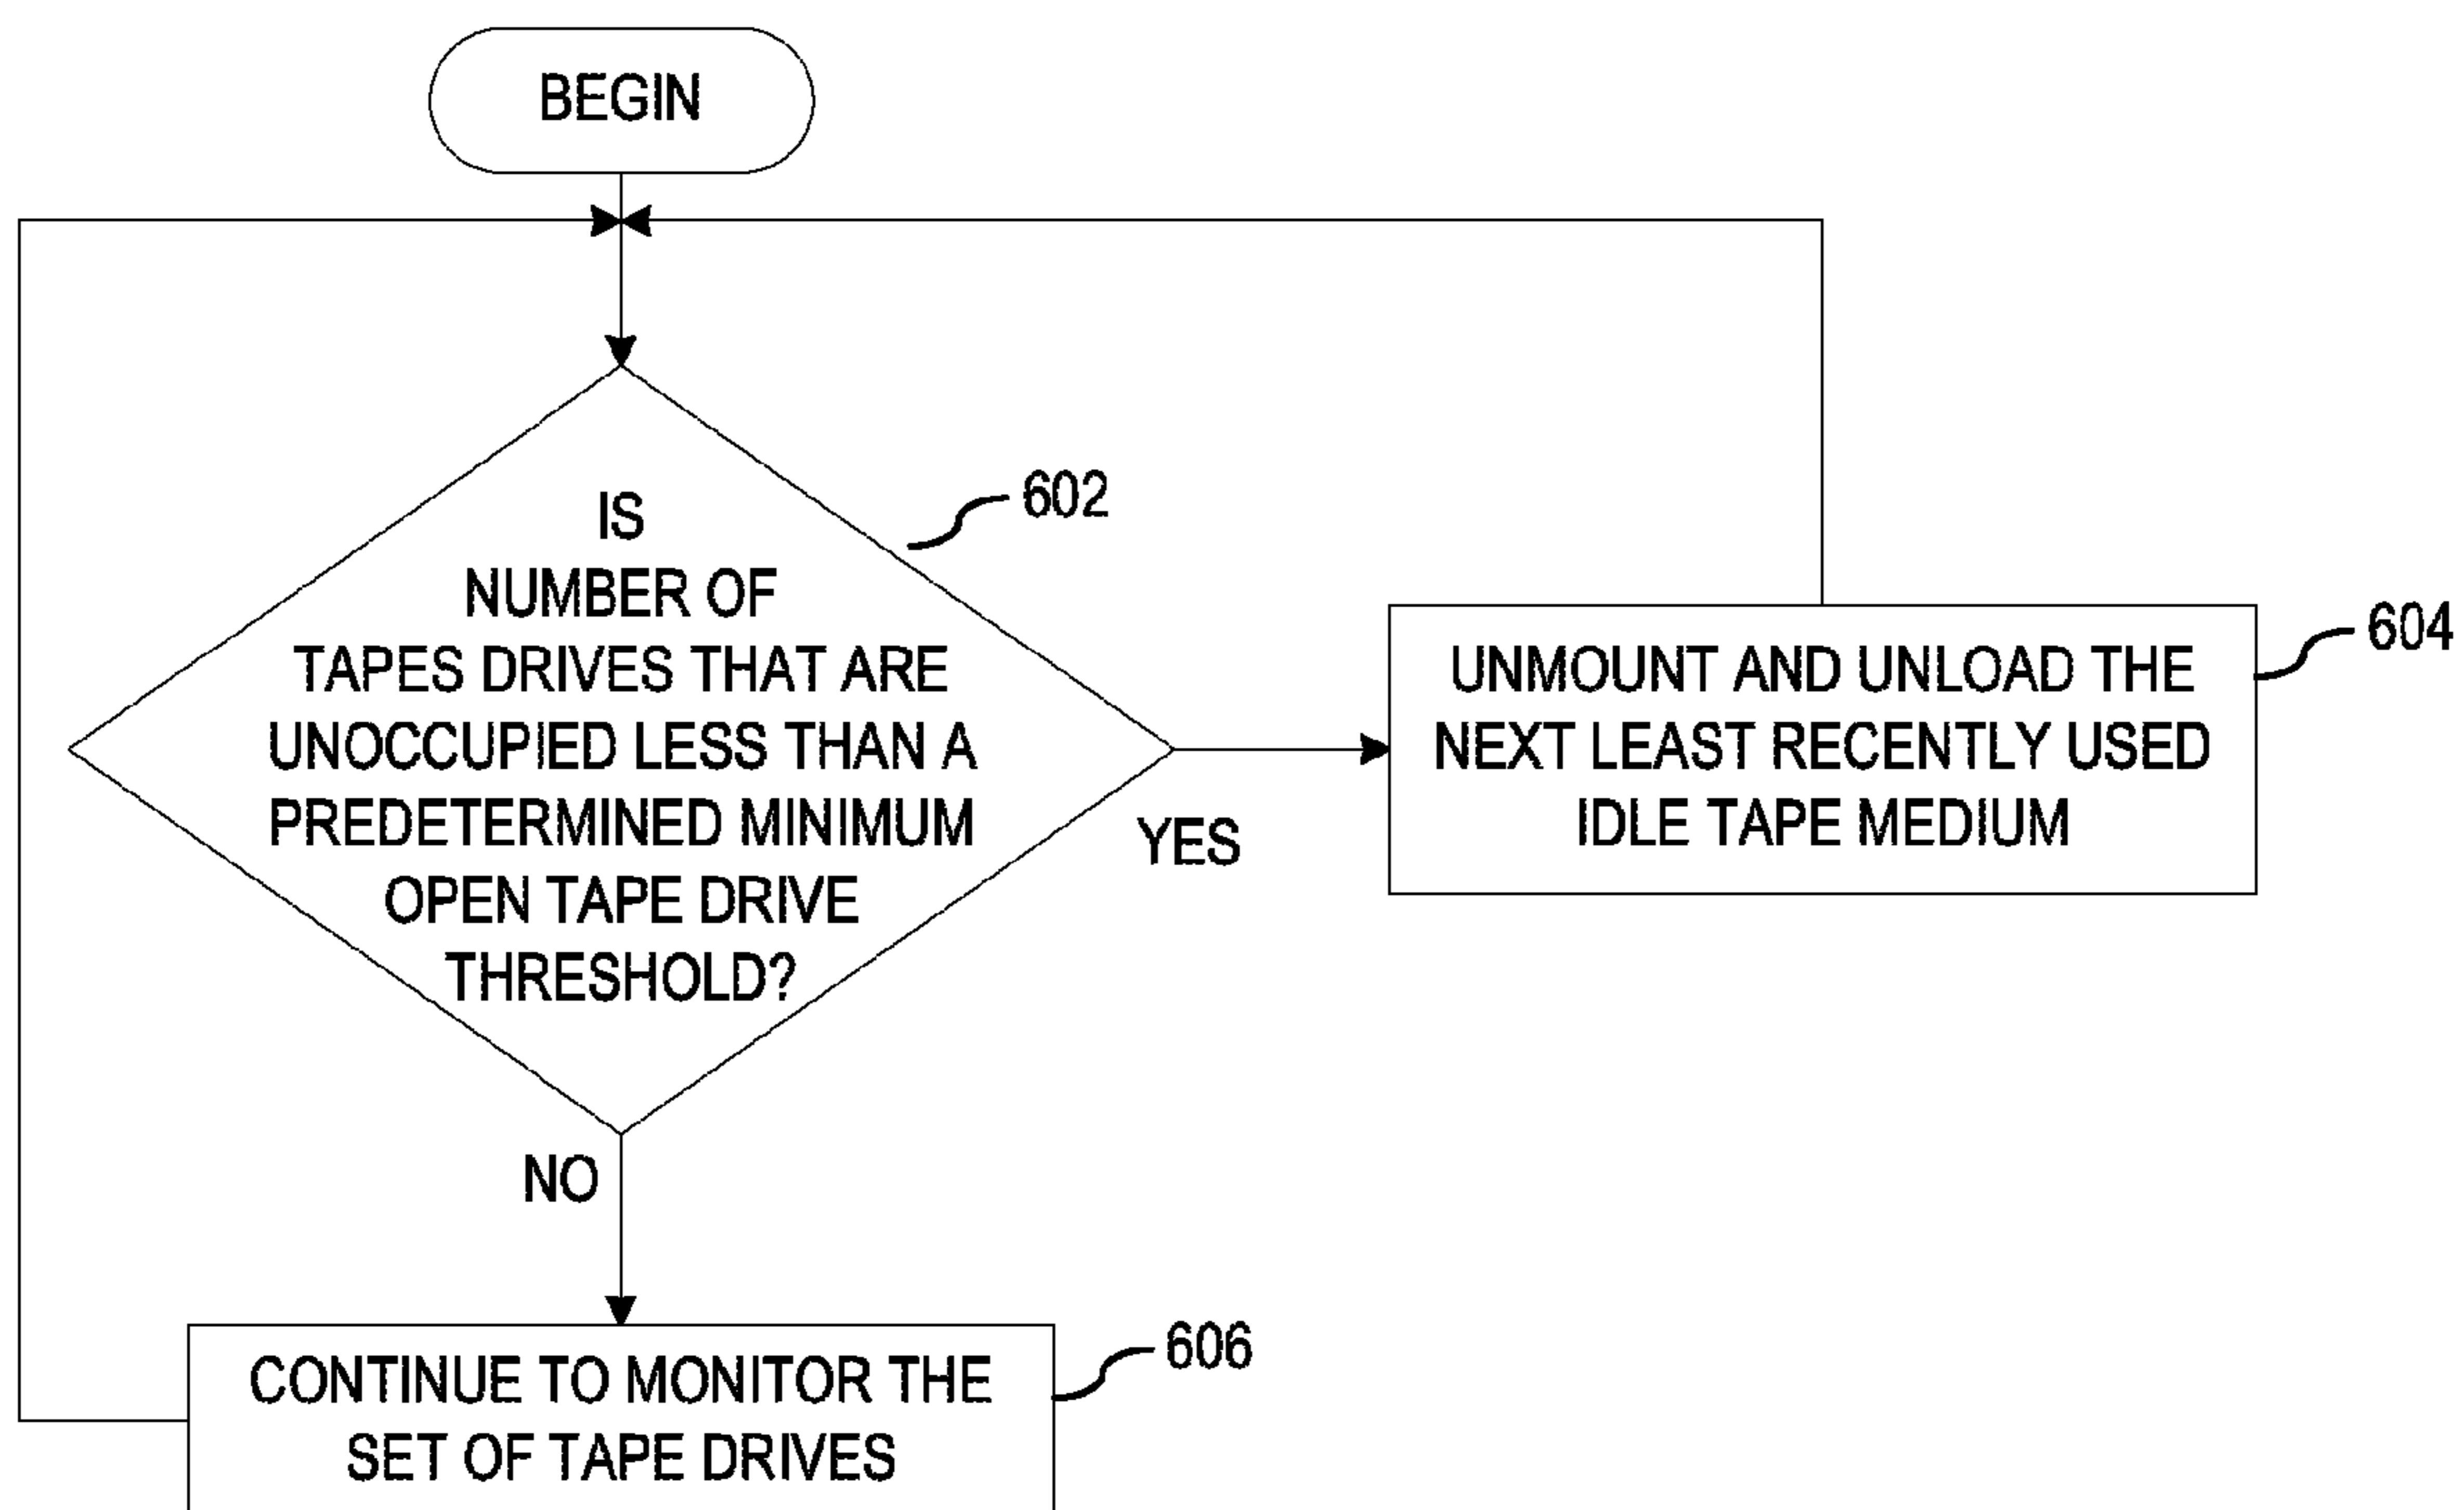 BEGIN
602
IS
NUMBER OF
TAPES DRIVES THAT ARE
UNOCCUPIED LESS THAN A
PREDETERMINED MINIMUM
OPEN TAPE DRIVE
THRESHOLD?
YES
604
UNMOUNT AND UNLOAD THE
NEXT LEAST RECENTLY USED
IDLE TAPE MEDIUM
NO
606
CONTINUE TO MONITOR THE
SET OF TAPE DRIVES